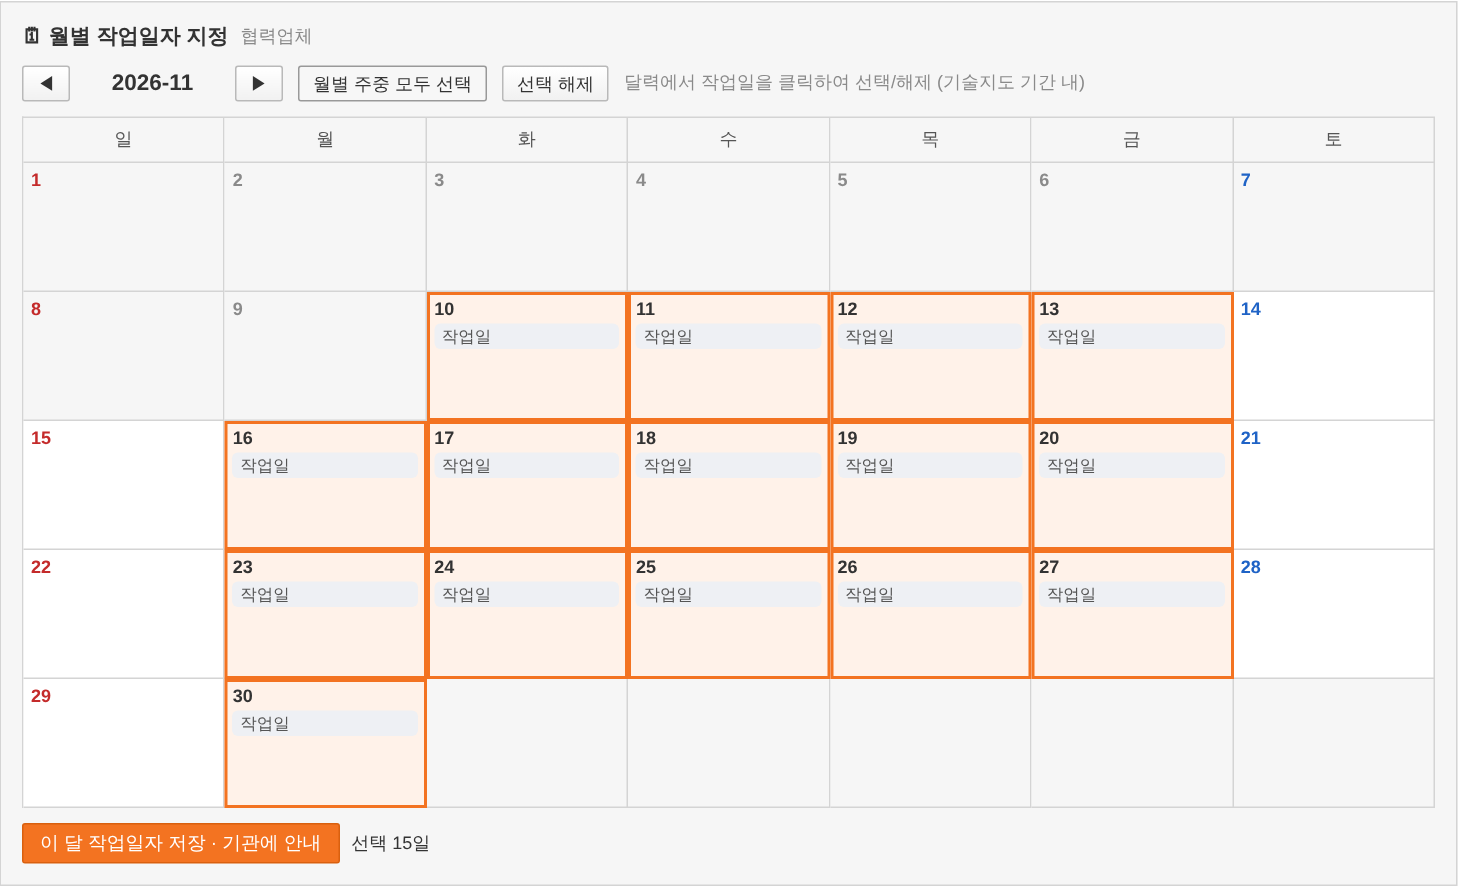 🗓 월별 작업일자 지정 협력업체
◀ 2026-11 ▶ 월별 주중 모두 선택 선택 해제 달력에서 작업일을 클릭하여 선택/해제 (기술지도 기간 내)
일 월 화 수 목 금 토
1 2 3 4 5 6 7
8 9 10 11 12 13 14
작업일 작업일 작업일 작업일
15 16 17 18 19 20 21
작업일 작업일 작업일 작업일 작업일
22 23 24 25 26 27 28
작업일 작업일 작업일 작업일 작업일
29 30
작업일
이 달 작업일자 저장 · 기관에 안내 선택 15일